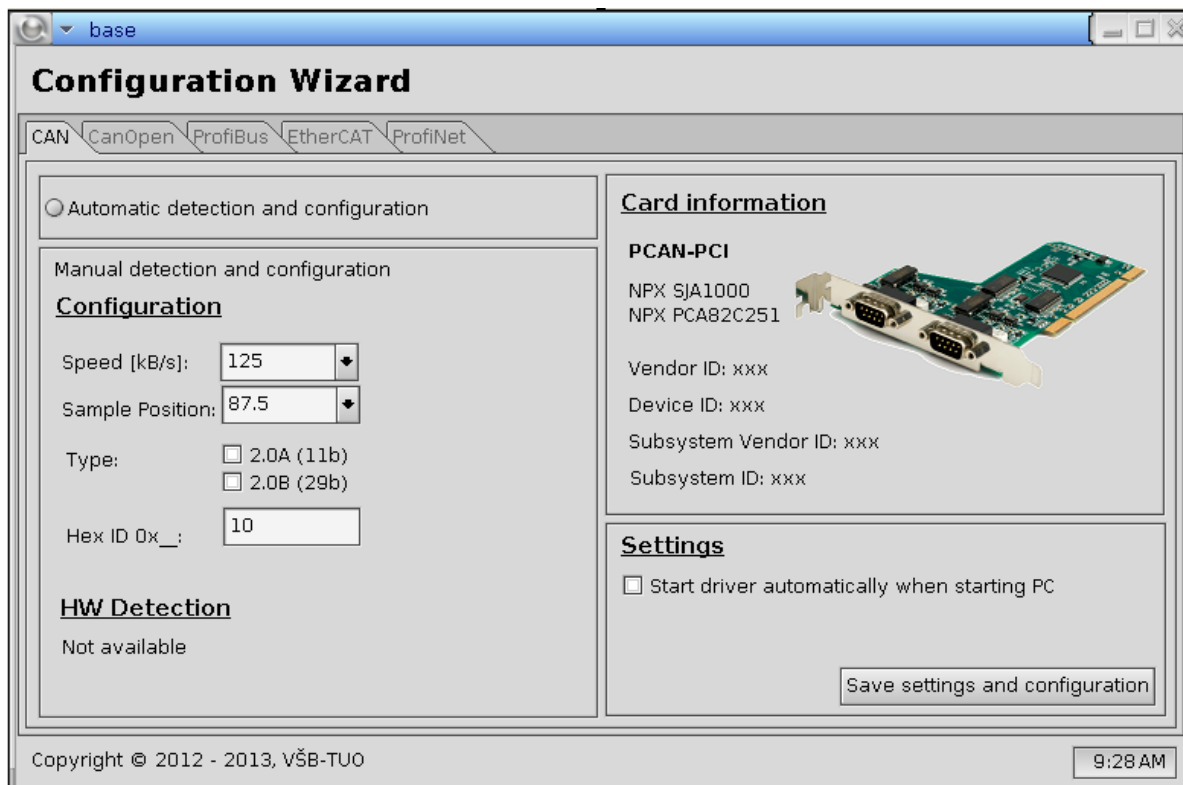 base
Configuration Wizard
CAN CanOpen ProfiBus EtherCAT ProfiNet
Automatic detection and configuration
Manual detection and configuration
Configuration
Speed [kB/s]: 125
Sample Position: 87.5
Type: 2.0A (11b)
2.0B (29b)
Hex ID 0x__: 10
HW Detection
Not available
Card information
PCAN-PCI
NPX SJA1000
NPX PCA82C251
Vendor ID: xxx
Device ID: xxx
Subsystem Vendor ID: xxx
Subsystem ID: xxx
Settings
Start driver automatically when starting PC
Save settings and configuration
Copyright © 2012 - 2013, VŠB-TUO
9:28 AM